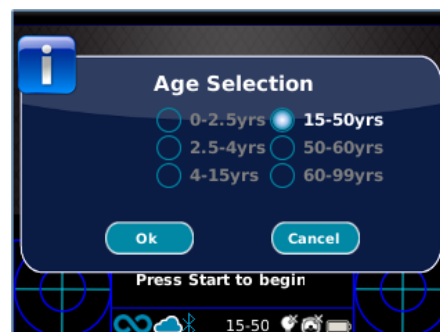 i
Age Selection
0-2.5yrs 15-50yrs
2.5-4yrs 50-60yrs
4-15yrs 60-99yrs
Ok Cancel
Press Start to begin
15-50